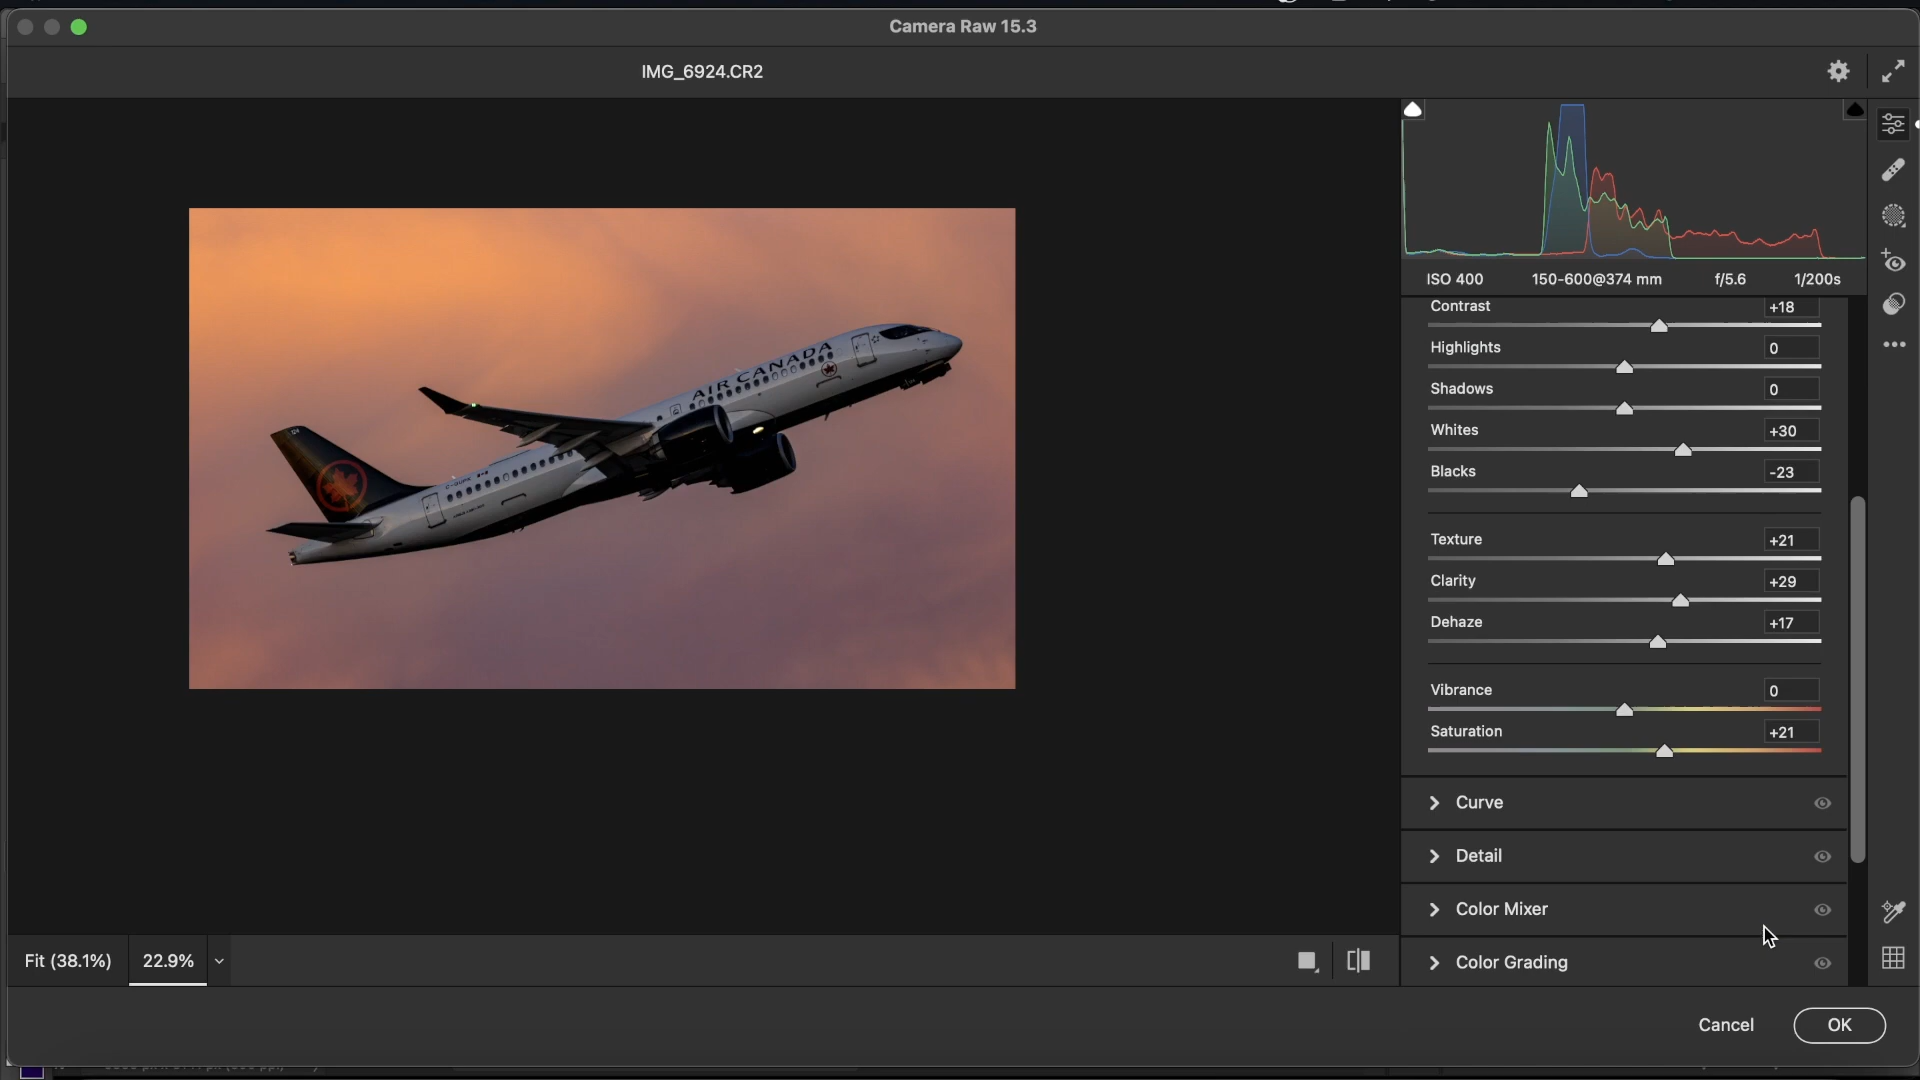 Camera Raw 15.3
IMG_6924.CR2
ISO 400 150-600@374 mm f/5.6 1/200s
Contrast +18
Highlights 0
Shadows 0
Whites +30
Blacks -23
Texture +21
Clarity +29
Dehaze +17
Vibrance 0
Saturation +21
Curve
Detail
Color Mixer
Color Grading
AIR CANADA
Fit (38.1%) 22.9%
Cancel OK